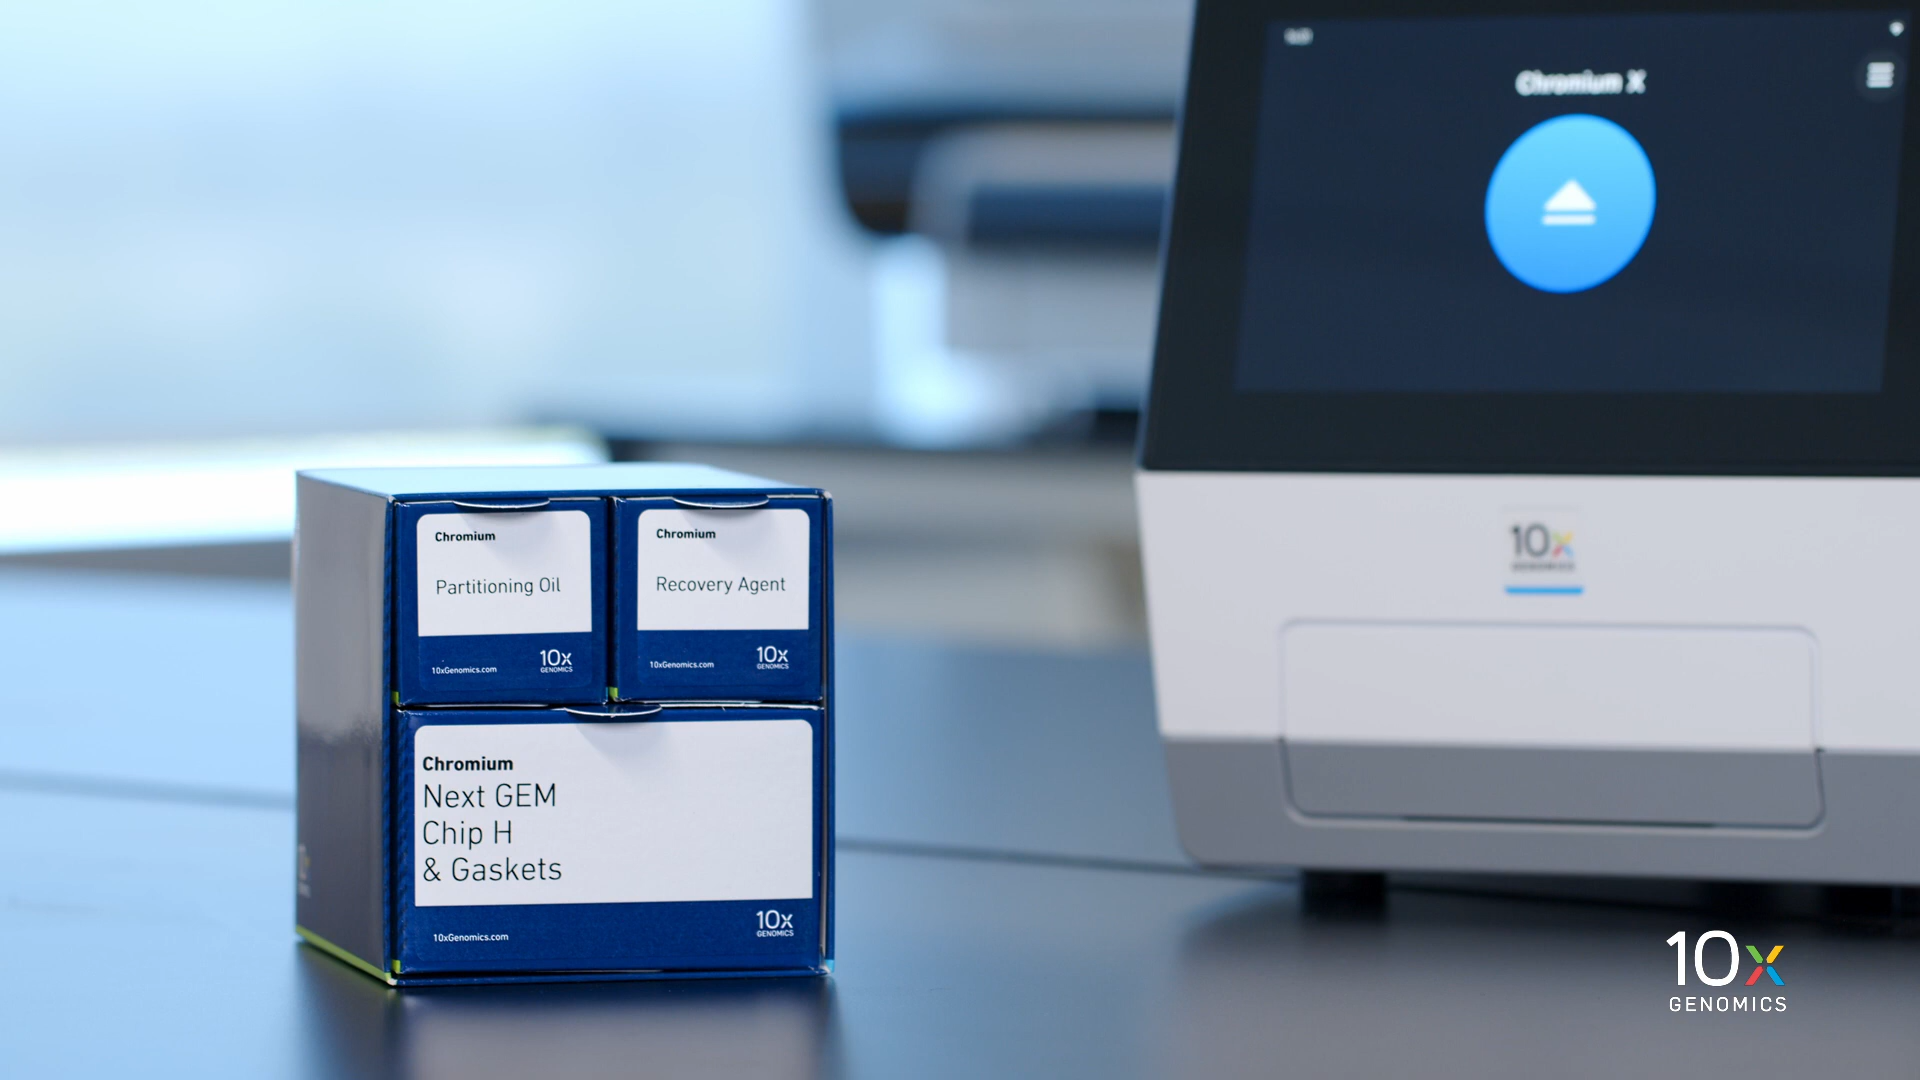 Chromium X
Chromium
Partitioning Oil
10xGenomics.com
10x
GENOMICS
Chromium
Recovery Agent
10xGenomics.com
10x
GENOMICS
Chromium
Next GEM
Chip H
& Gaskets
10xGenomics.com
10x
GENOMICS
10x
GENOMICS
10x
GENOMICS